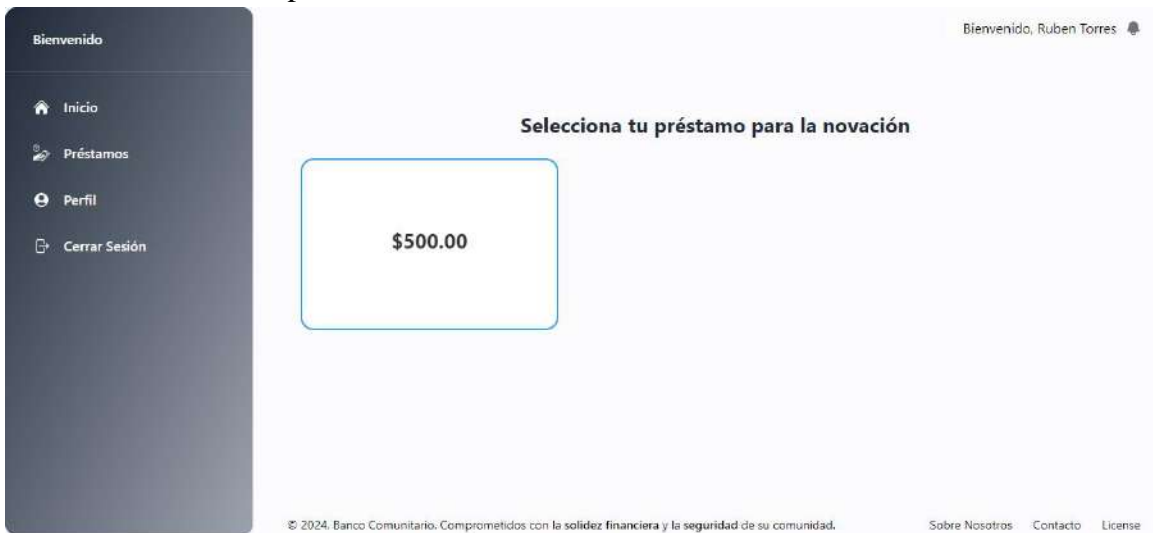 Bienvenido
Bienvenido, Ruben Torres
Inicio
Préstamos
Perfil
Cerrar Sesión
Selecciona tu préstamo para la novación
$500.00
© 2024. Banco Comunitario. Comprometidos con la solidez financiera y la seguridad de su comunidad.
Sobre Nosotros Contacto License